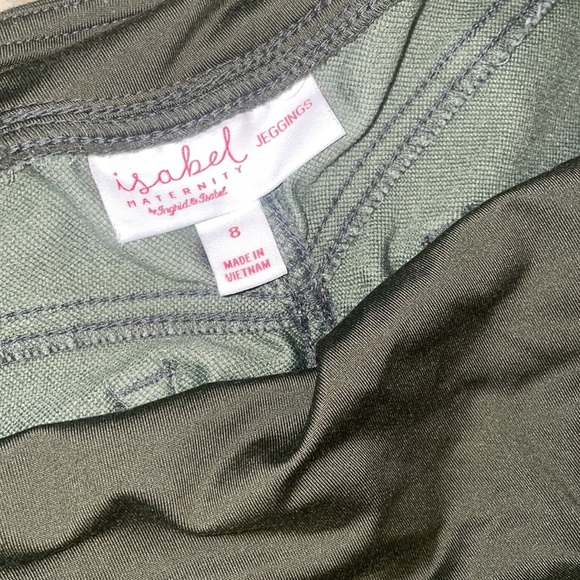 isabel
MATERNITY
by Ingrid & Isabel
JEGGINGS
8
MADE IN
VIETNAM